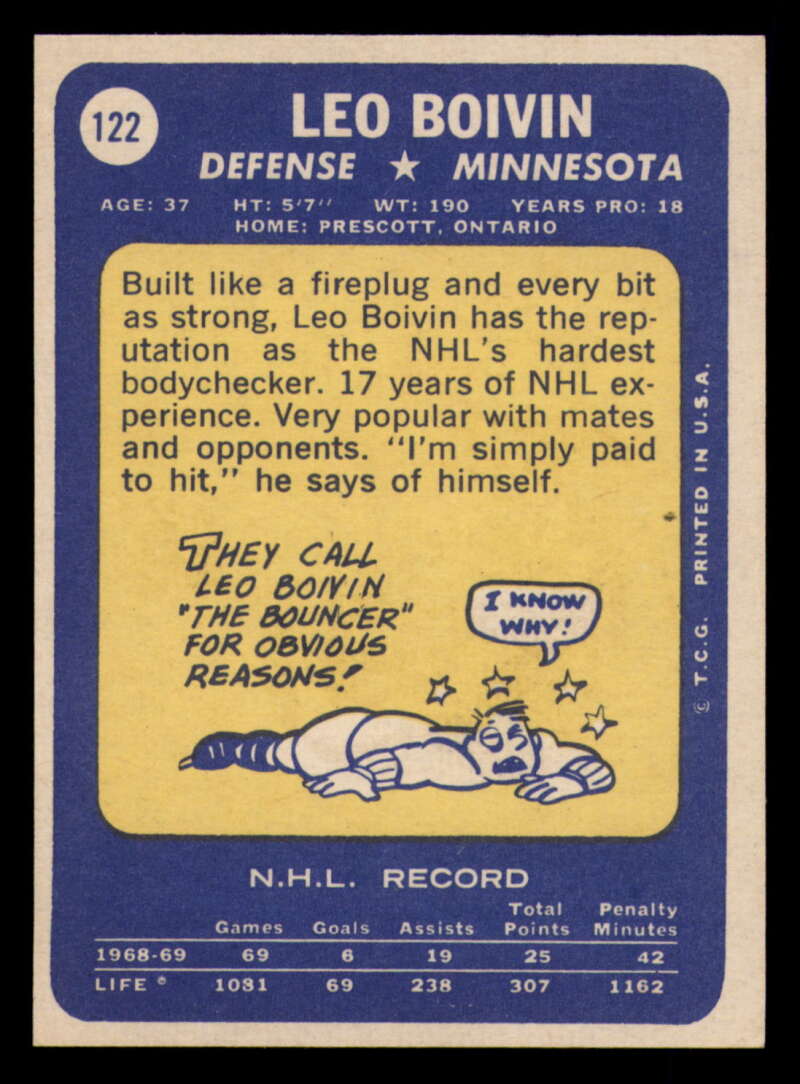 122
LEO BOIVIN
DEFENSE ★ MINNESOTA
AGE: 37 HT: 5'7" WT: 190 YEARS PRO: 18
HOME: PRESCOTT, ONTARIO
Built like a fireplug and every bit
as strong, Leo Boivin has the rep-
utation as the NHL's hardest
bodychecker. 17 years of NHL ex-
perience. Very popular with mates
and opponents. "I'm simply paid
to hit," he says of himself.
THEY CALL
LEO BOIVIN
"THE BOUNCER"
FOR OBVIOUS
REASONS!
I KNOW
WHY!
© T.C.G. PRINTED IN U.S.A.
N.H.L. RECORD
Games Goals Assists Total Points Penalty Minutes
1968-69 69 6 19 25 42
LIFE 1081 69 238 307 1162